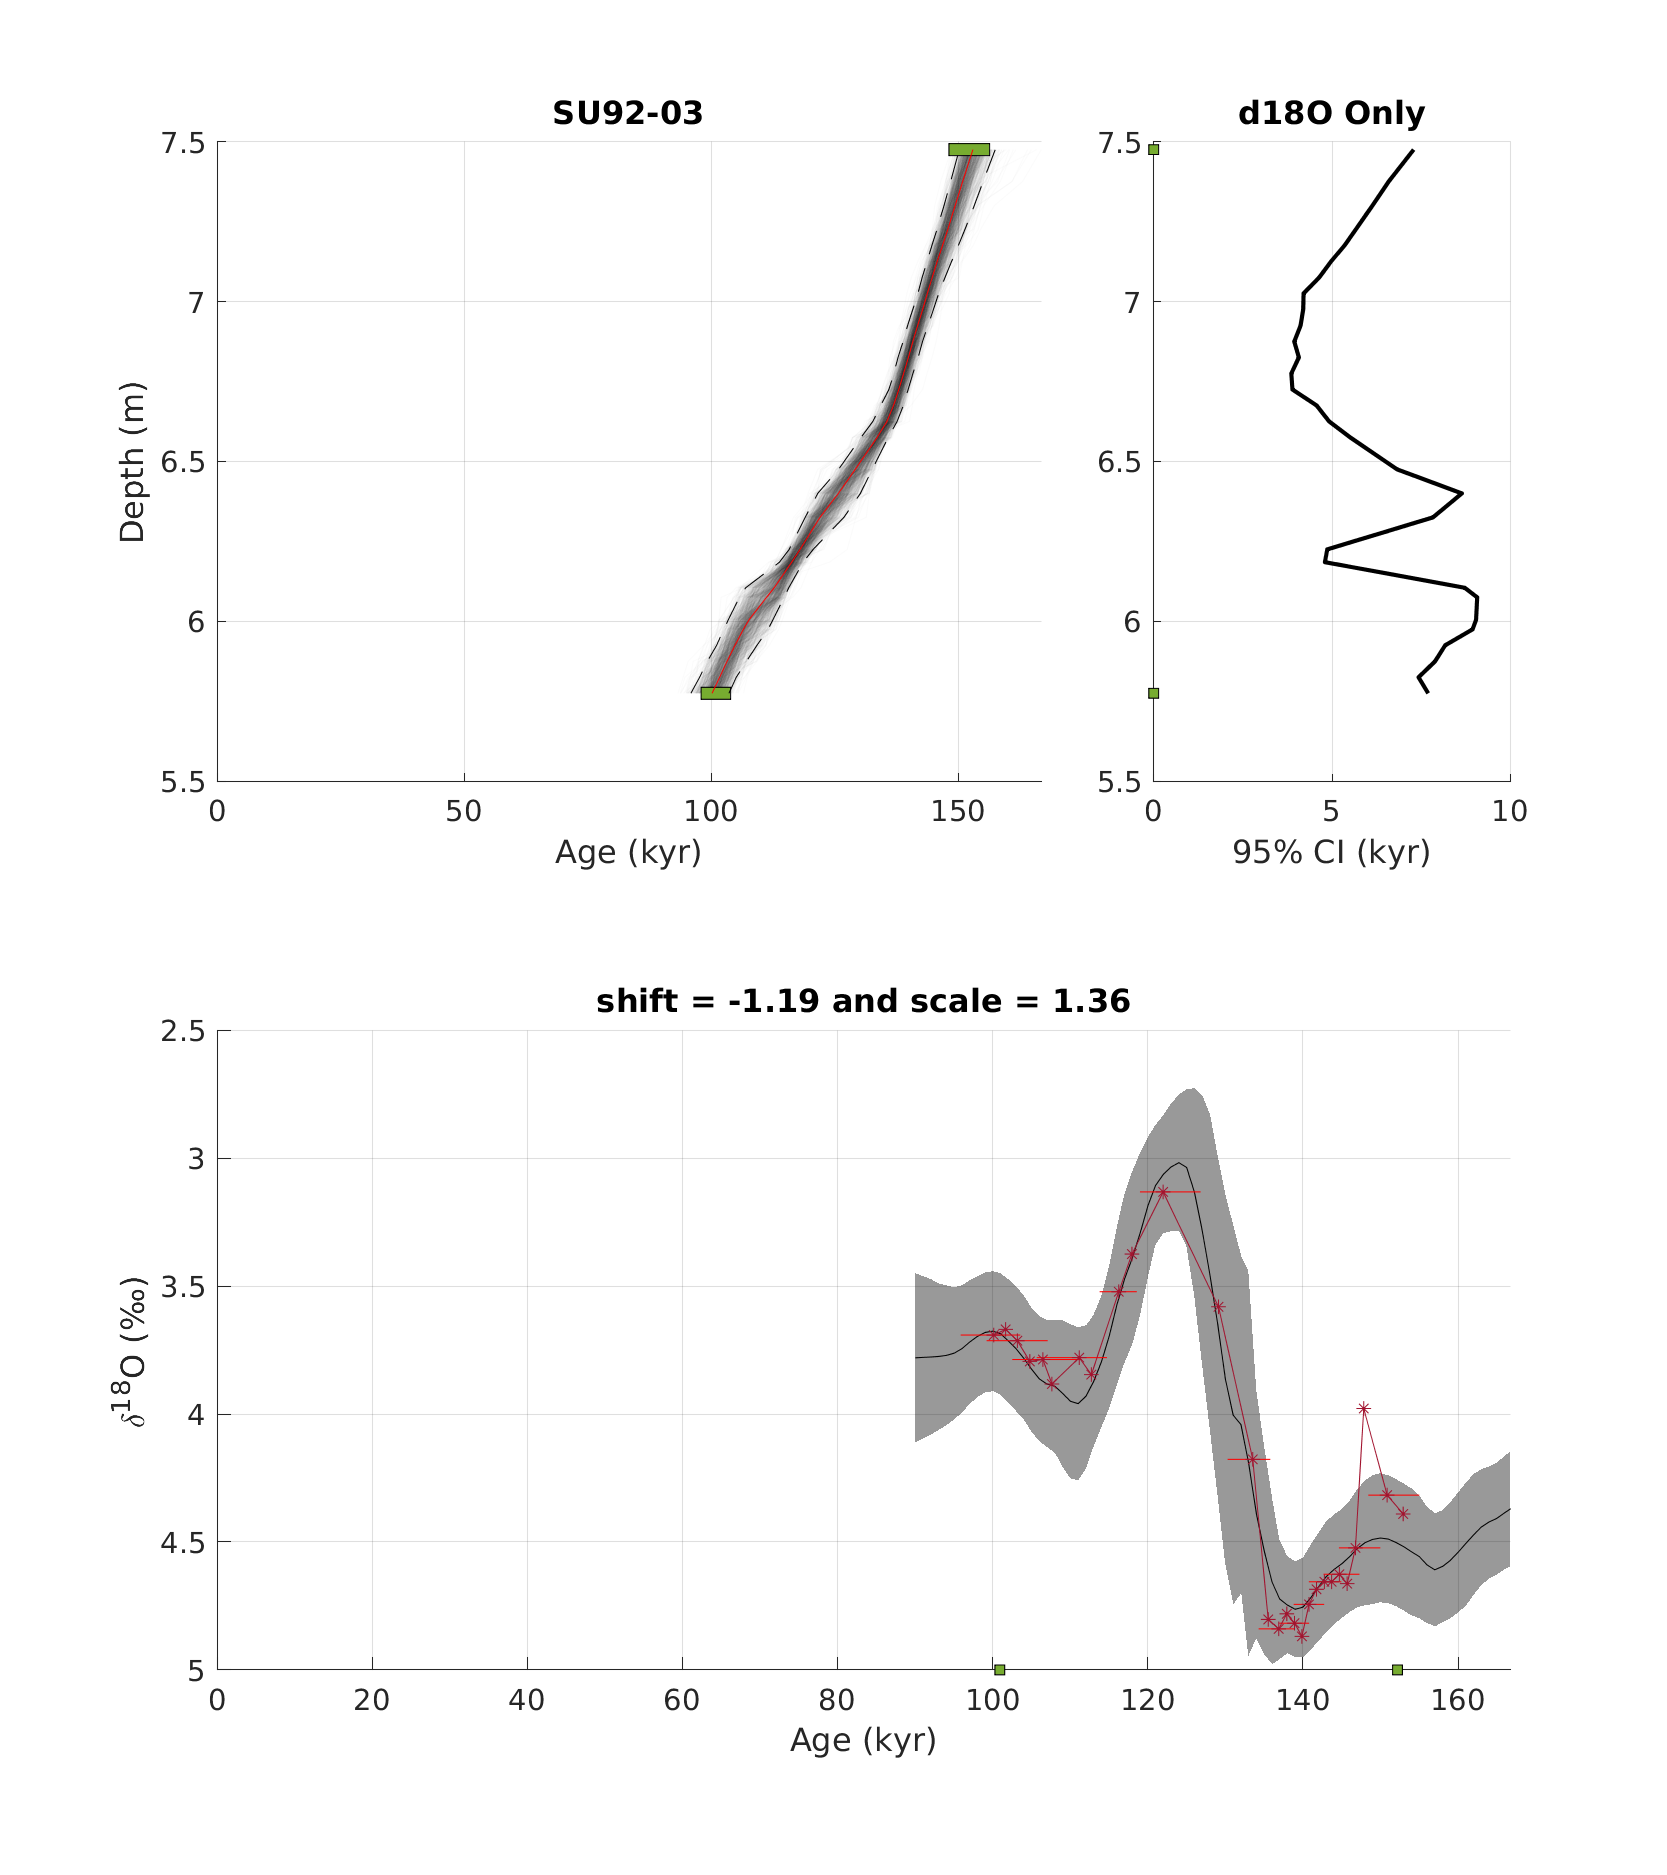 SU92-03
d18O Only
7.5
7
6.5
6
5.5
Depth (m)
0 50 100 150
Age (kyr)
7.5
7
6.5
6
5.5
0 5 10
95% CI (kyr)
shift = -1.19 and scale = 1.36
2.5
3
3.5
4
4.5
5
δ18O (‰)
0 20 40 60 80 100 120 140 160
Age (kyr)